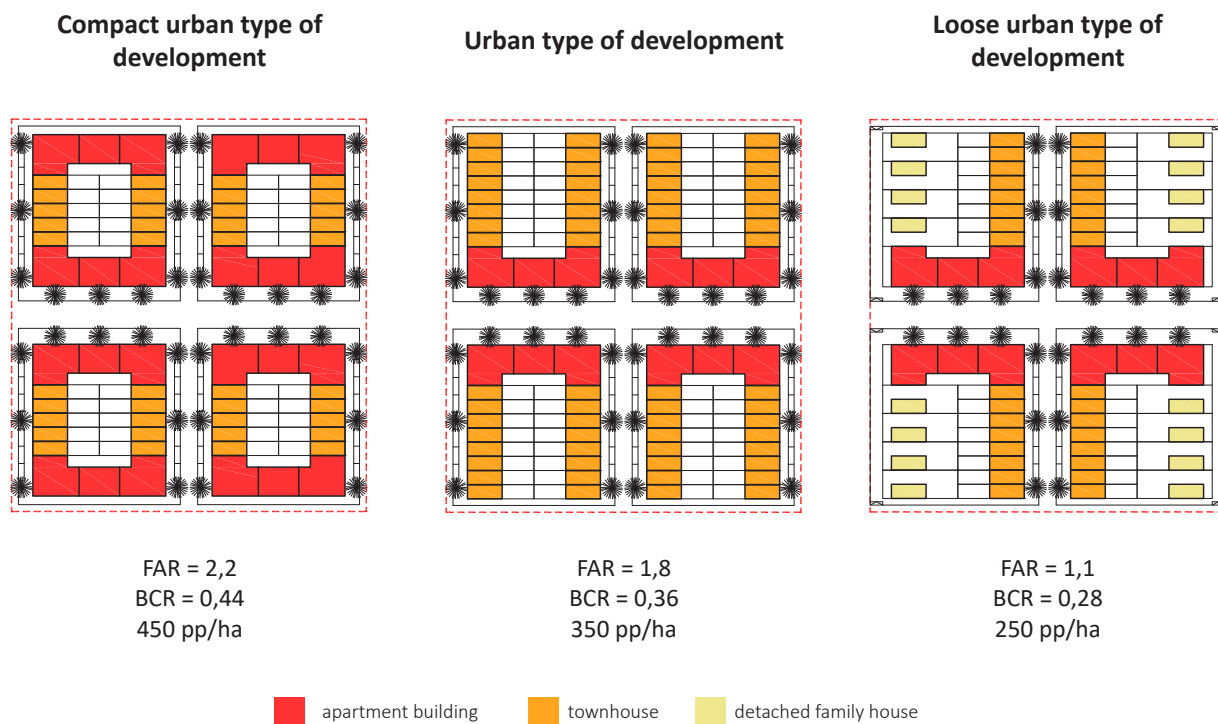 Compact urban type of
development
Urban type of development
Loose urban type of
development
FAR = 2,2
BCR = 0,44
450 pp/ha
FAR = 1,8
BCR = 0,36
350 pp/ha
FAR = 1,1
BCR = 0,28
250 pp/ha
apartment building
townhouse
detached family house